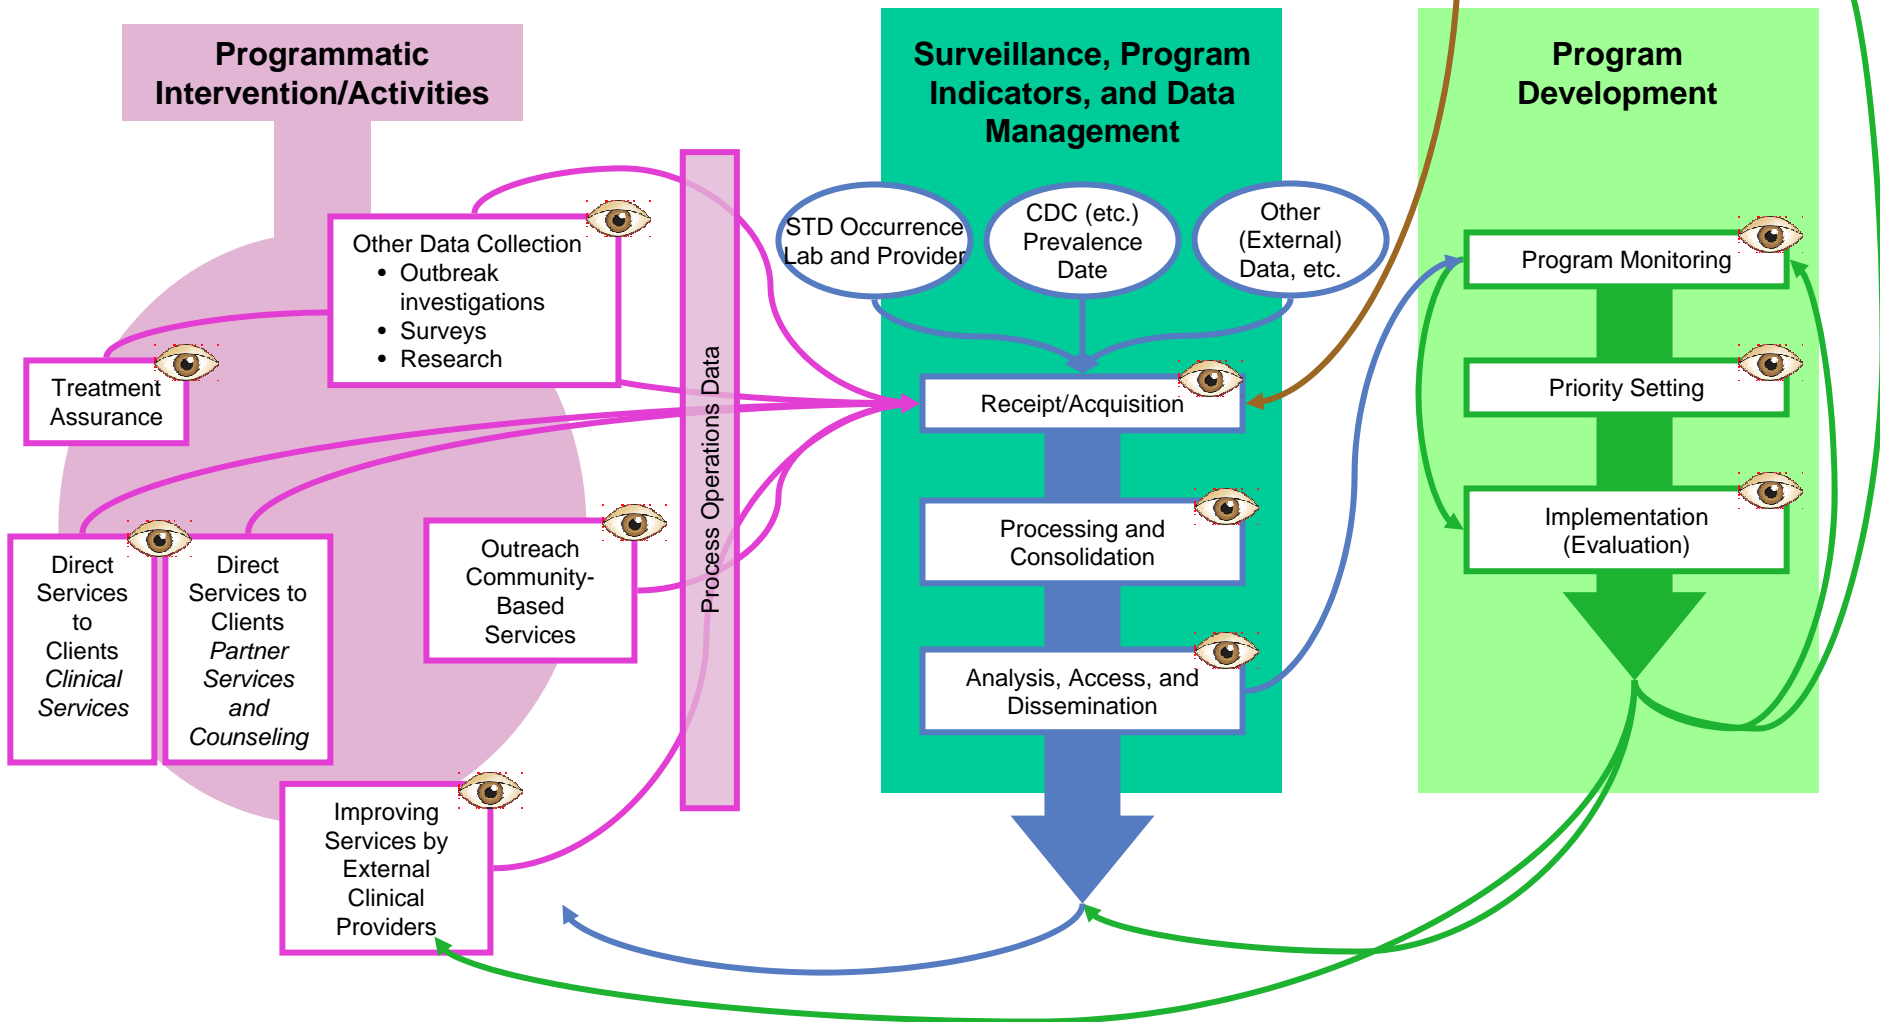 Programmatic
Intervention/Activities
Other Data Collection
• Outbreak
investigations
• Surveys
• Research
Treatment
Assurance
Direct
Services
to
Clients
Clinical
Services
Direct
Services to
Clients
Partner
Services
and
Counseling
Outreach
Community-
Based
Services
Improving
Services by
External
Clinical
Providers
Process Operations Data
Surveillance, Program
Indicators, and Data
Management
STD Occurrence
Lab and Provider
CDC (etc.)
Prevalence
Date
Other
(External)
Data, etc.
Receipt/Acquisition
Processing and
Consolidation
Analysis, Access, and
Dissemination
Program
Development
Program Monitoring
Priority Setting
Implementation
(Evaluation)